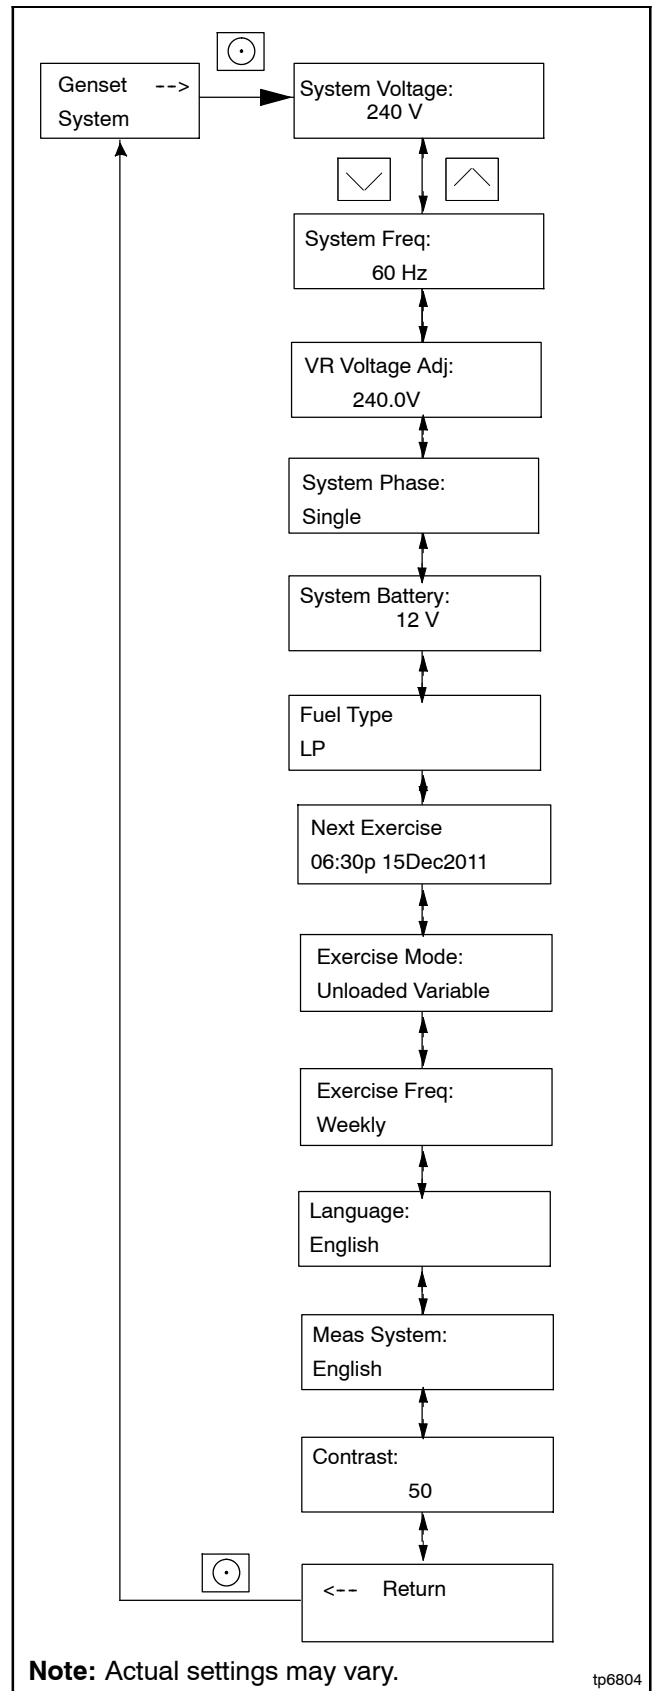 Genset -->
System
System Voltage:
240 V
System Freq:
60 Hz
VR Voltage Adj:
240.0V
System Phase:
Single
System Battery:
12 V
Fuel Type
LP
Next Exercise
06:30p 15Dec2011
Exercise Mode:
Unloaded Variable
Exercise Freq:
Weekly
Language:
English
Meas System:
English
Contrast:
50
<-- Return
Note: Actual settings may vary.
tp6804